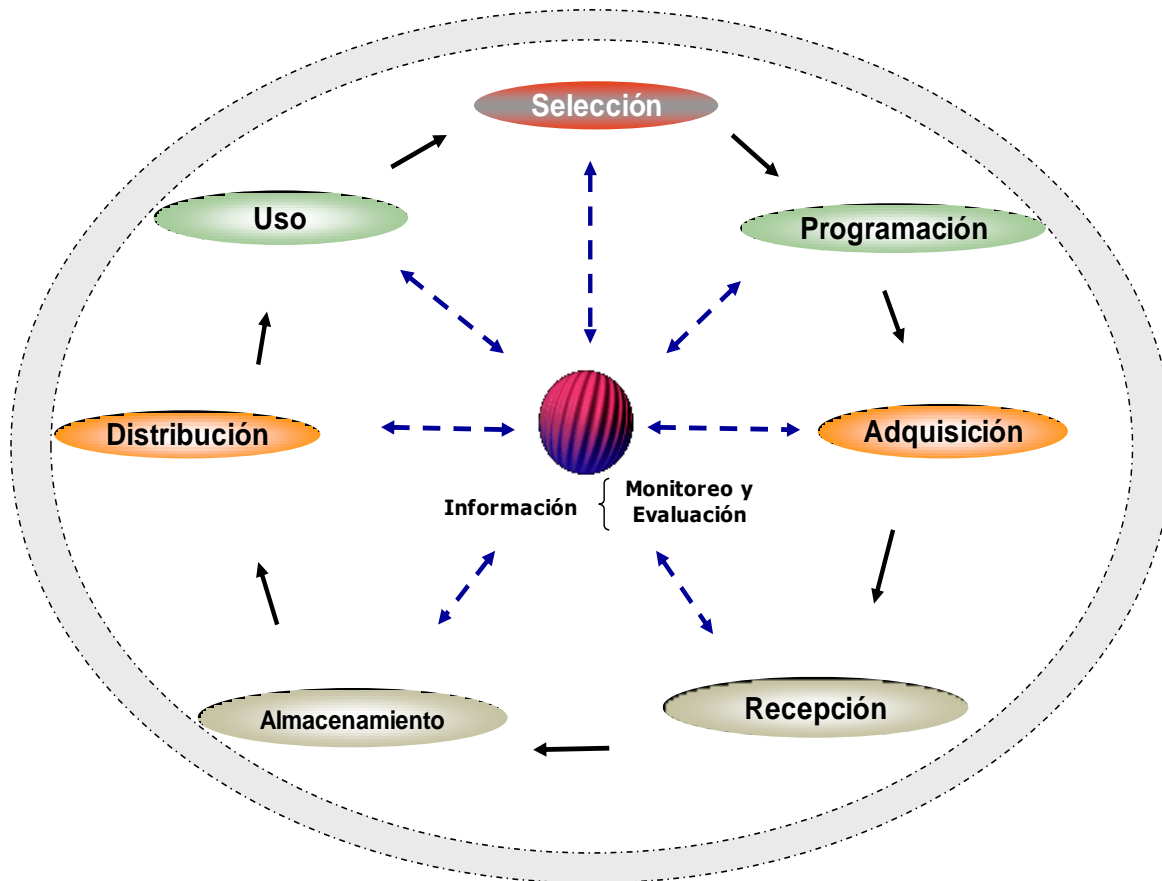 Selección
Uso
Programación
Distribución
Adquisición
Información
Monitoreo y
Evaluación
Almacenamiento
Recepción